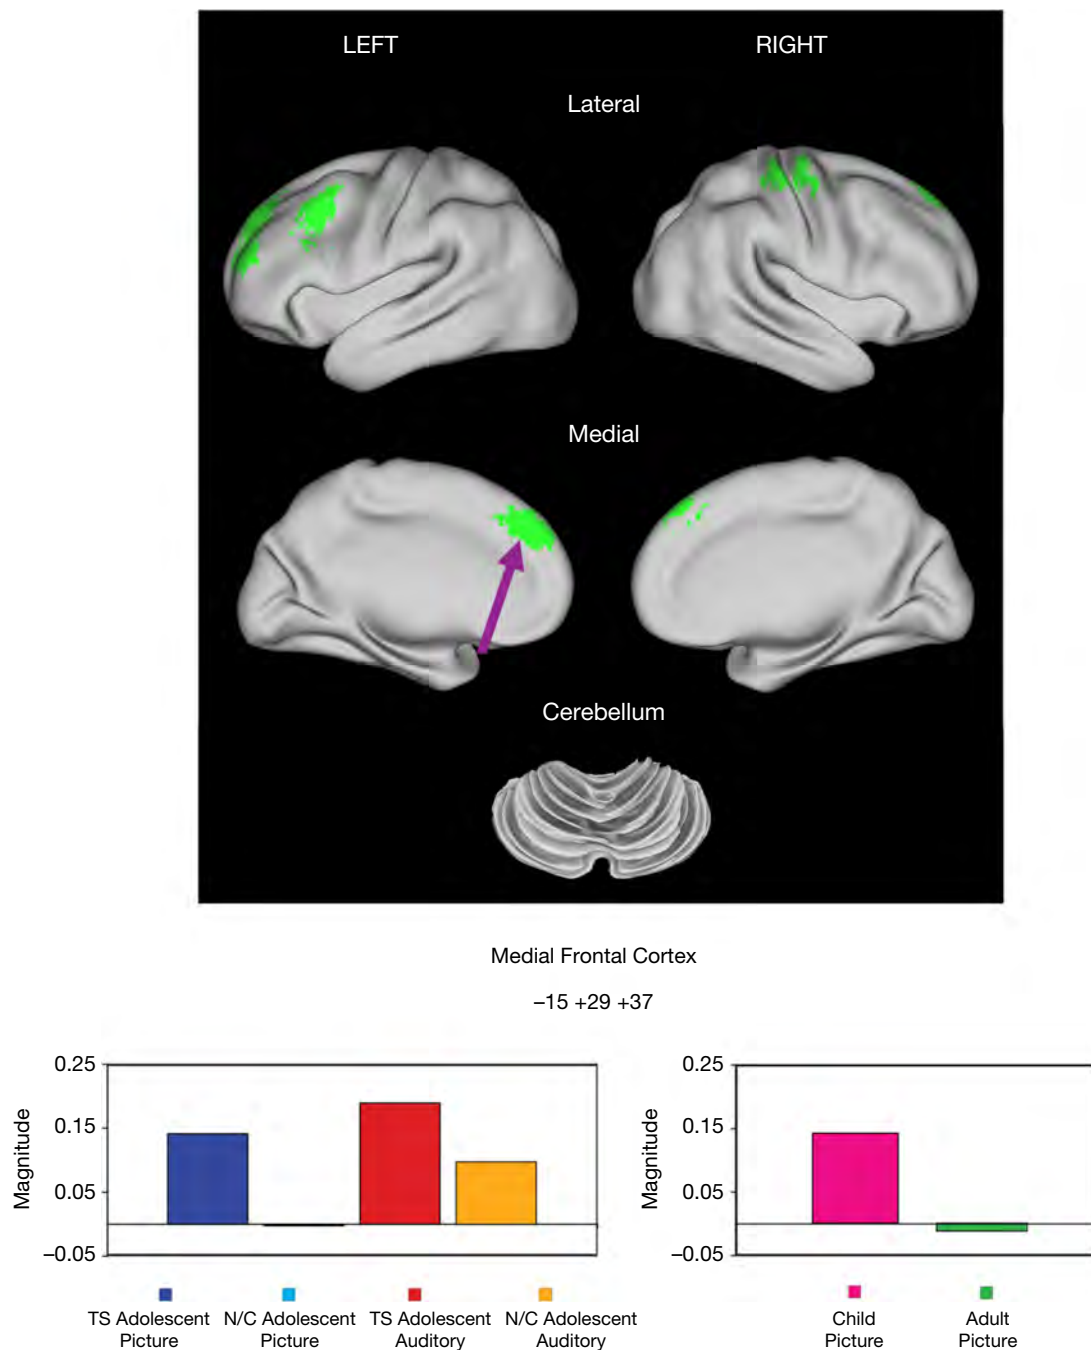 LEFT
RIGHT
Lateral
Medial
Cerebellum
Medial Frontal Cortex
–15 +29 +37
0.25
0.15
0.05
–0.05
Magnitude
TS Adolescent
Picture
N/C Adolescent
Picture
TS Adolescent
Auditory
N/C Adolescent
Auditory
0.25
0.15
0.05
–0.05
Magnitude
Child
Picture
Adult
Picture